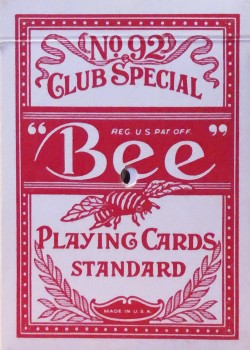 No 92
CLUB SPECIAL
REG. U S PAT OFF.
"Bee"
PLAYING CARDS
STANDARD
MADE IN U.S.A.